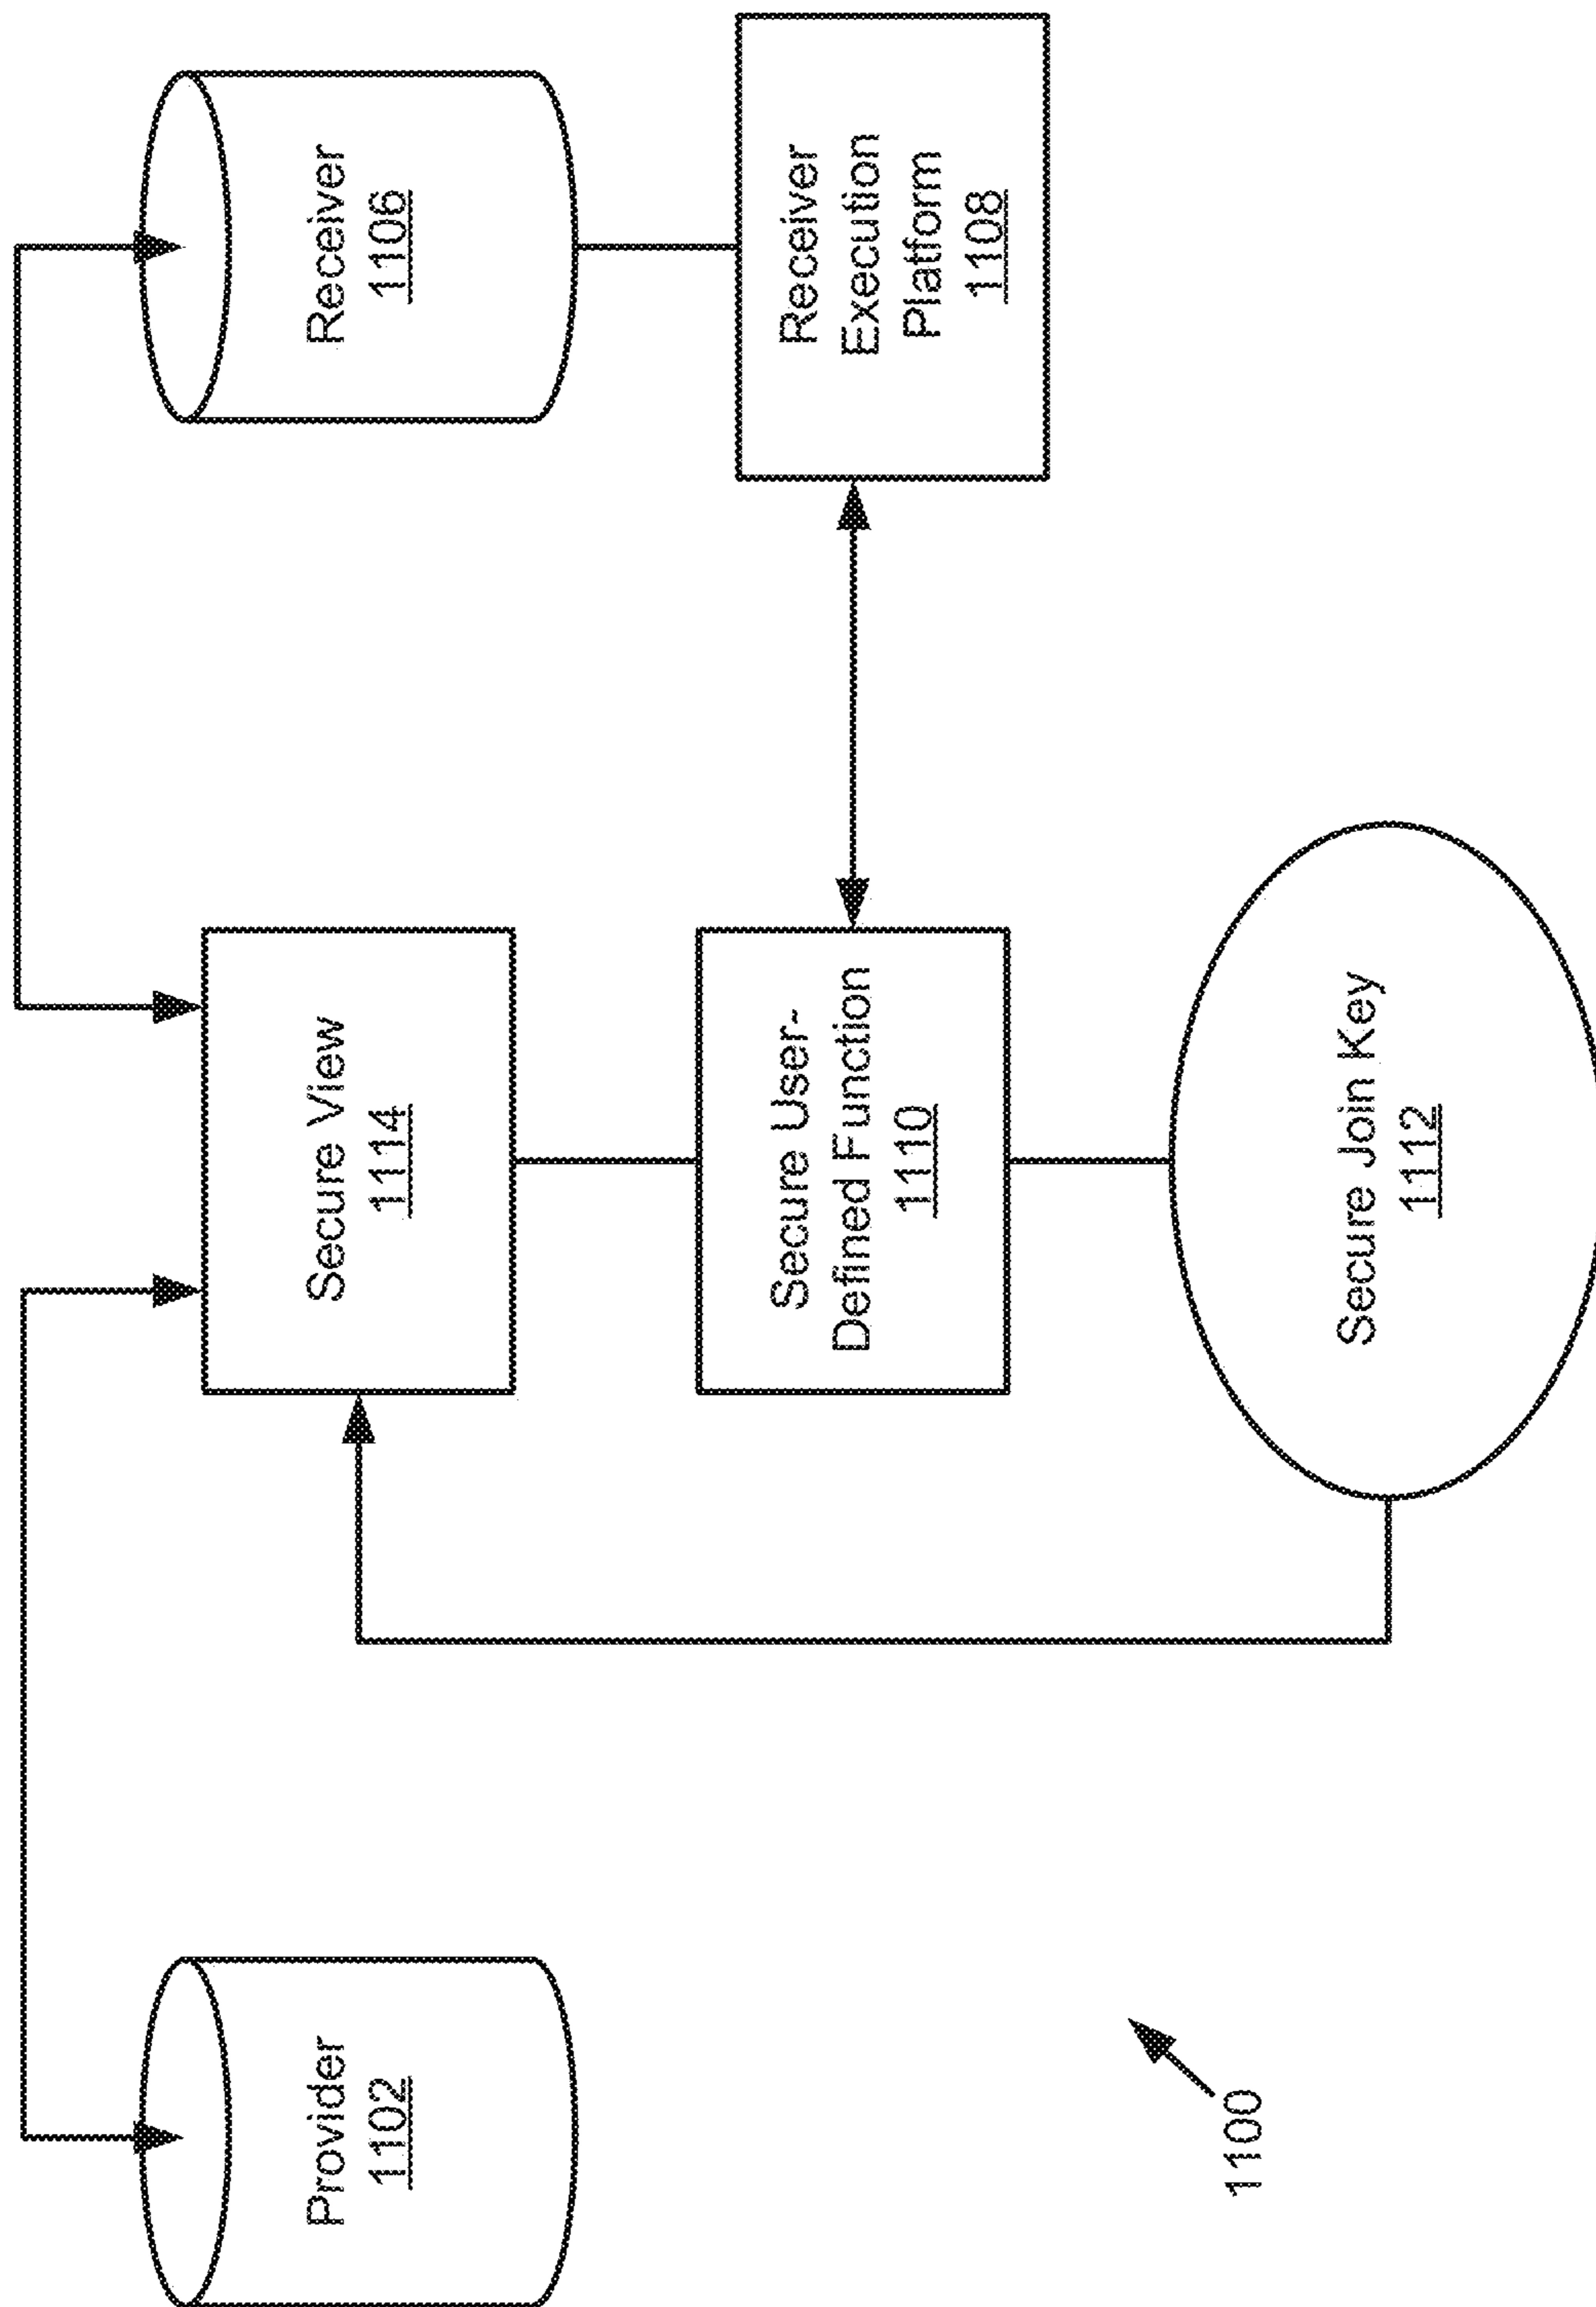 Provider
1102
Secure View
1114
Receiver
1106
Secure User-
Defined Function
1110
Receiver
Execution
Platform
1108
Secure Join Key
1112
1100